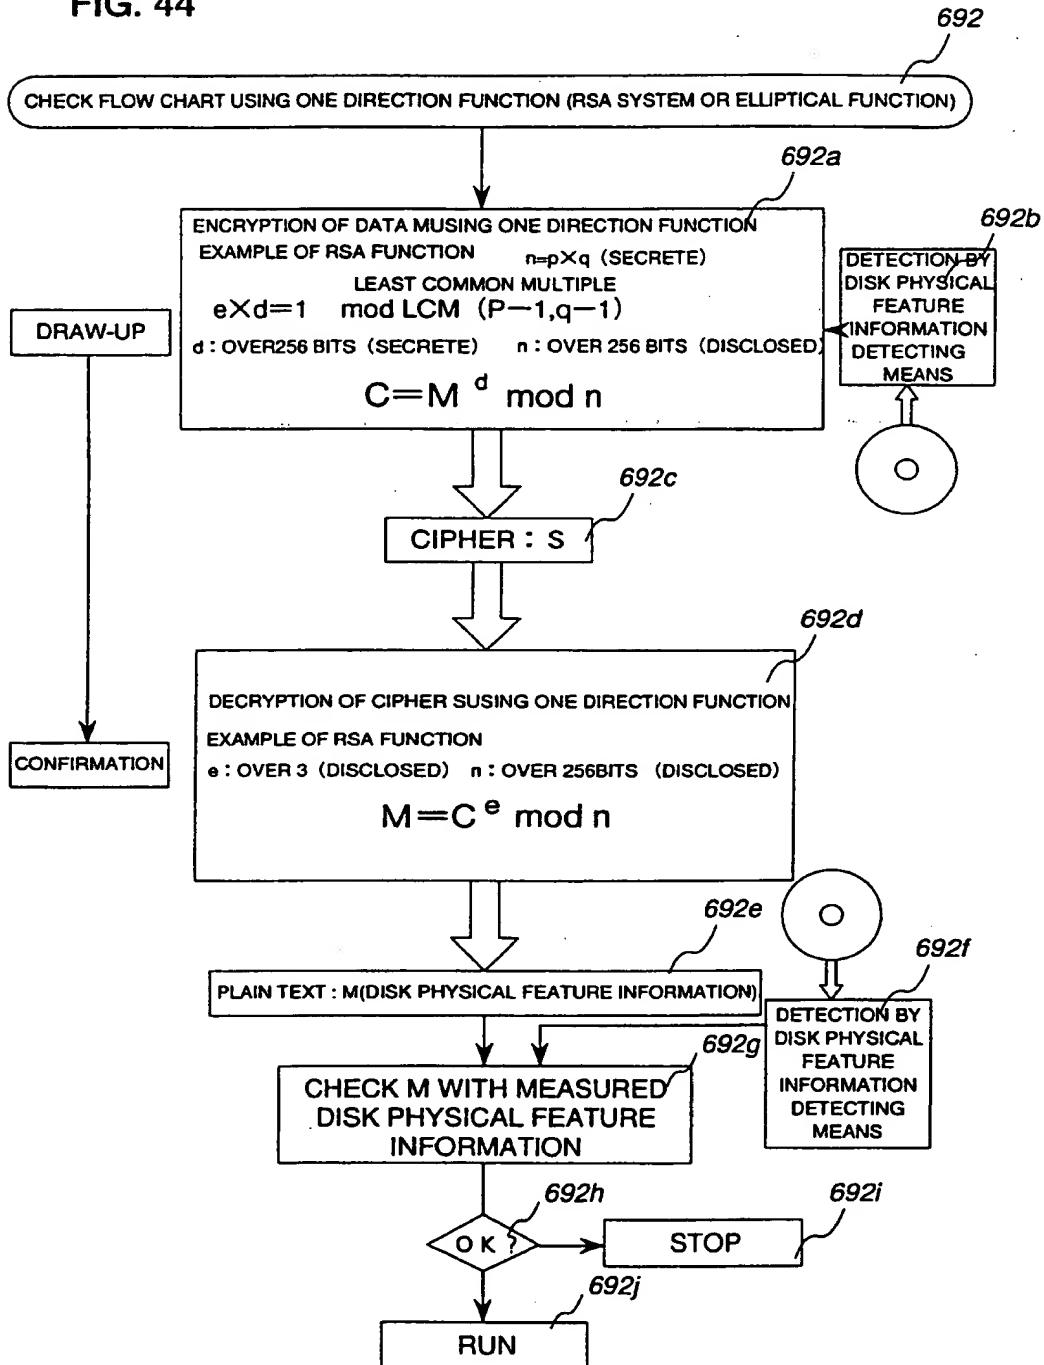 FIG. 44
692
CHECK FLOW CHART USING ONE DIRECTION FUNCTION (RSA SYSTEM OR ELLIPTICAL FUNCTION)
692a
ENCRYPTION OF DATA MUSING ONE DIRECTION FUNCTION
EXAMPLE OF RSA FUNCTION n=p×q (SECRETE)
LEAST COMMON MULTIPLE
e×d=1 mod LCM (P-1,q-1)
d : OVER256 BITS (SECRETE) n : OVER 256 BITS (DISCLOSED)
C=M^d mod n
692b
DETECTION BY
DISK PHYSICAL
FEATURE
INFORMATION
DETECTING
MEANS
DRAW-UP
692c
CIPHER : S
692d
DECRYPTION OF CIPHER SUSING ONE DIRECTION FUNCTION
EXAMPLE OF RSA FUNCTION
e : OVER 3 (DISCLOSED) n : OVER 256BITS (DISCLOSED)
M=C^e mod n
CONFIRMATION
692e
PLAIN TEXT : M(DISK PHYSICAL FEATURE INFORMATION)
692f
DETECTION BY
DISK PHYSICAL
FEATURE
INFORMATION
DETECTING
MEANS
692g
CHECK M WITH MEASURED
DISK PHYSICAL FEATURE
INFORMATION
692h
OK ?
692i
STOP
692j
RUN